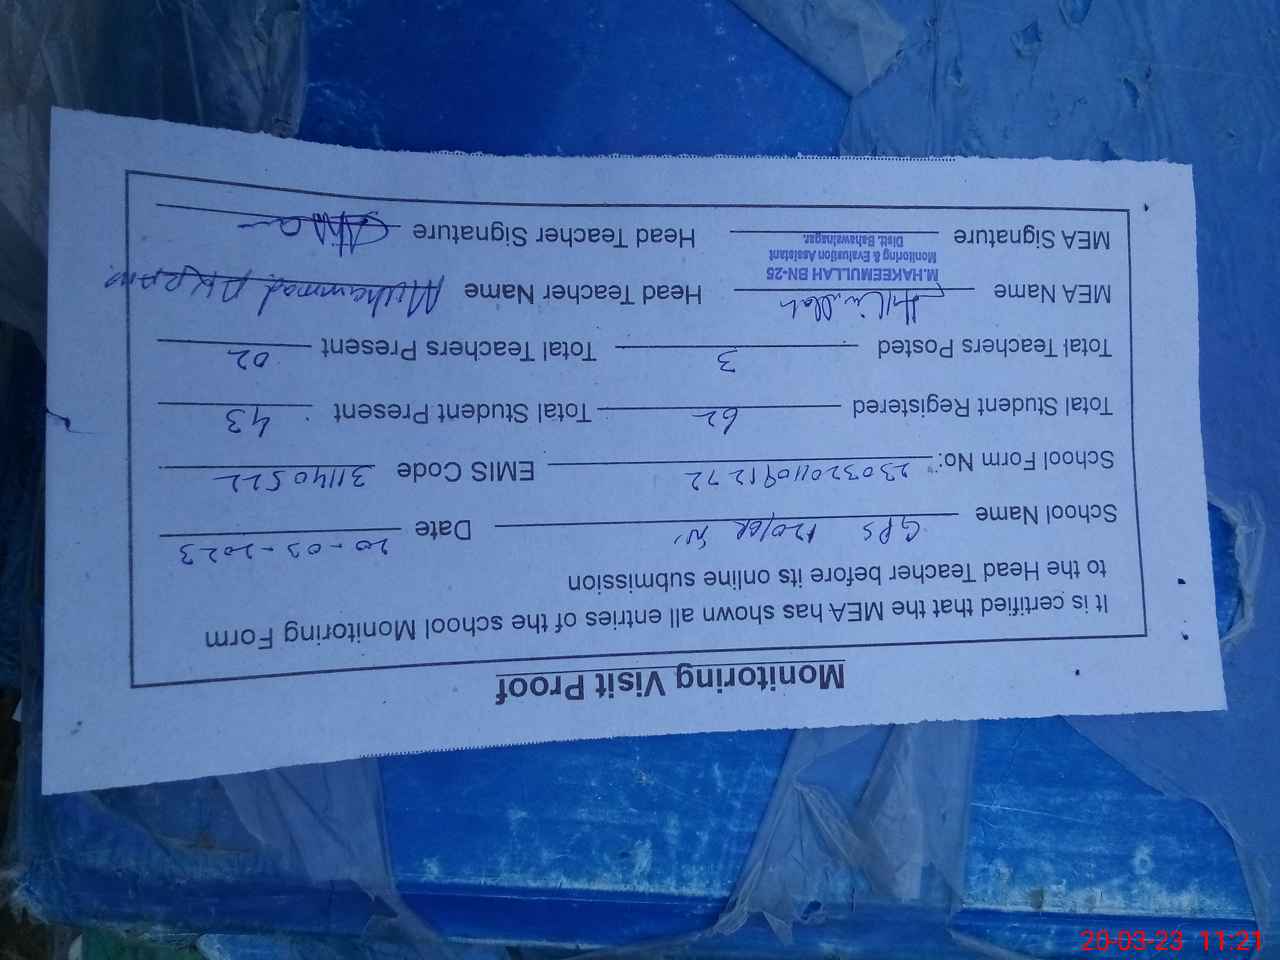 Monitoring Visit Proof
It is certified that the MEA has shown all entries of the school Monitoring Form
to the Head Teacher before its online submission
School Name GPS 120/6R Date 20-03-2023
School Form No: 230320110912 72 EMIS Code 31140522
Total Student Registered 62 Total Student Present 43
Total Teachers Posted 3 Total Teachers Present 02
MEA Name Head Teacher Name Muhammad Akram
M.HAKEEMULLAH BN-25
Monitoring & Evaluation Assistant
Distt. Bahawalnagar.
MEA Signature Head Teacher Signature
20-03-23 11:21